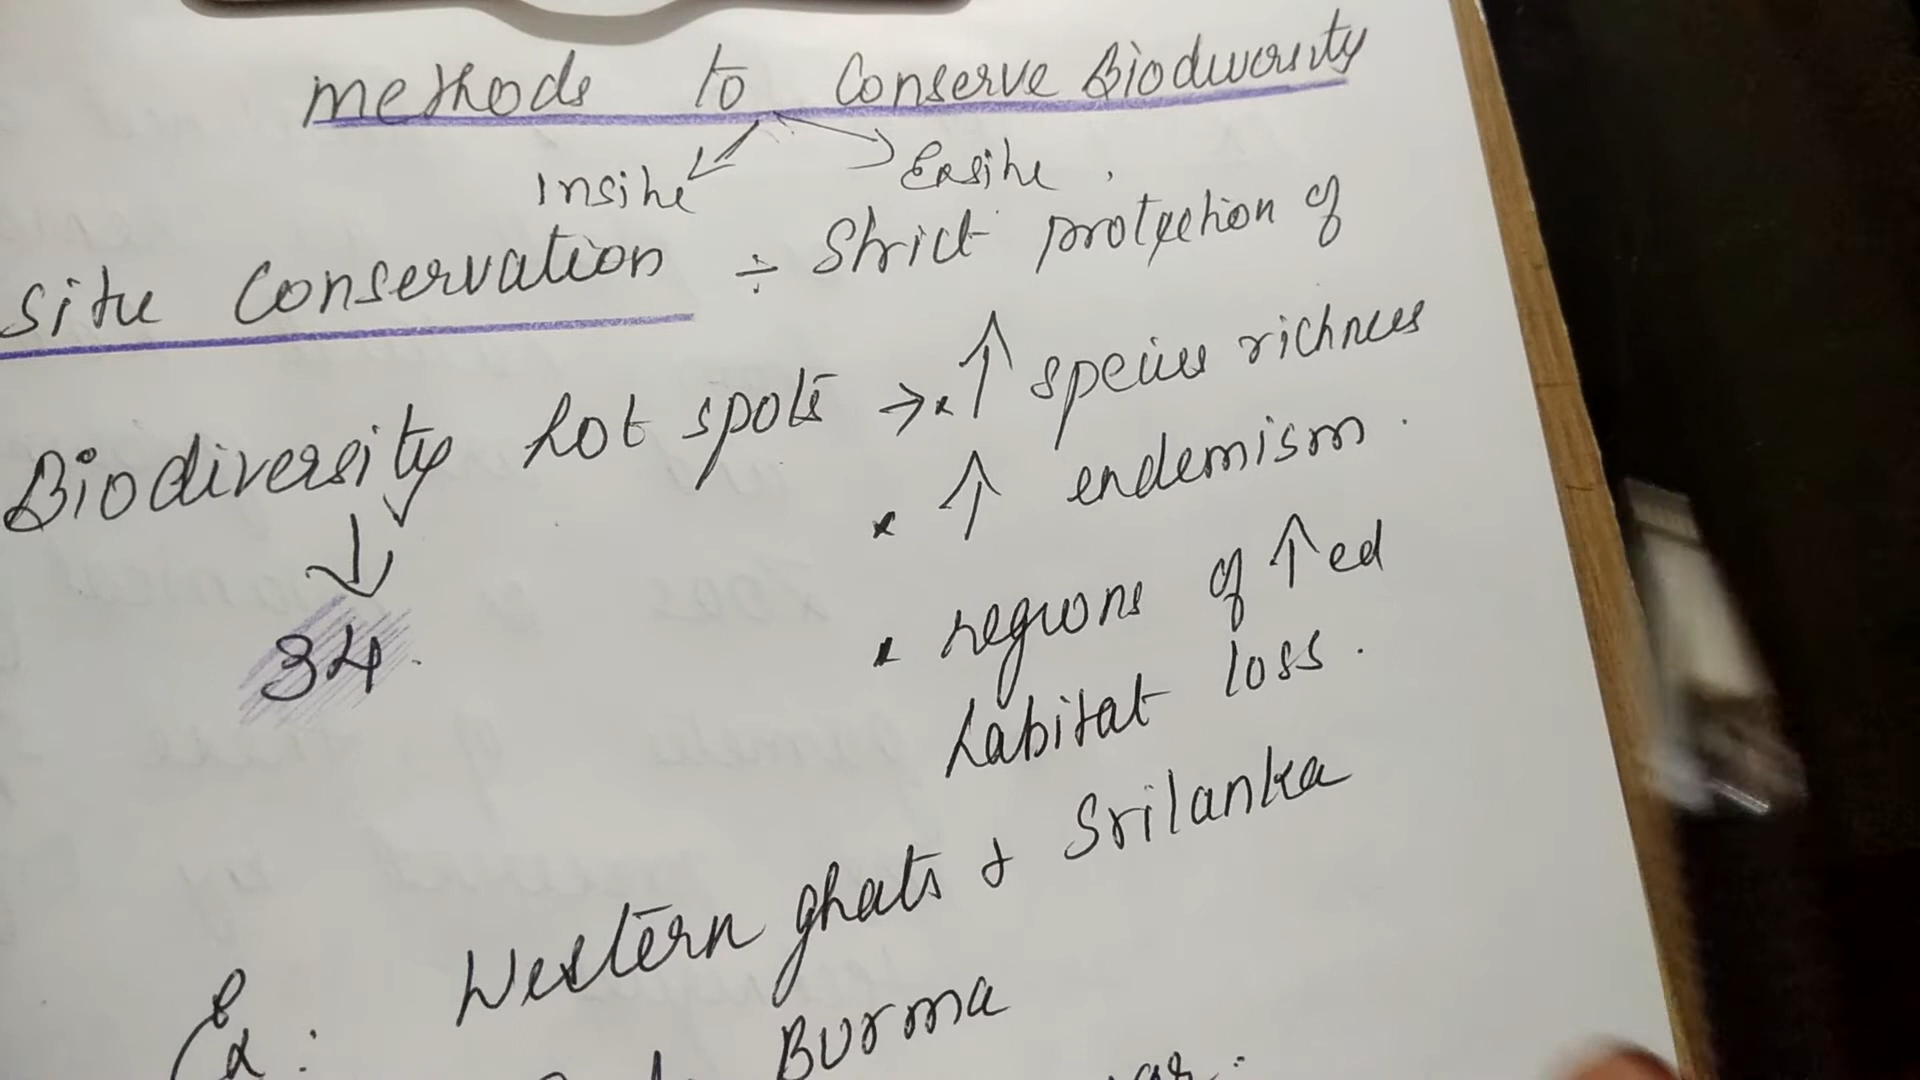 methods to Conserve Biodiversity
Insitu Exsitu.
situ Conservation ÷ Strict protection of
Biodiversity hot spots → × ↑ species richness
× ↑ endemism.
34.
× regions of ↑ed
habitat loss.
Ex: Western ghats & Srilanka
Burma